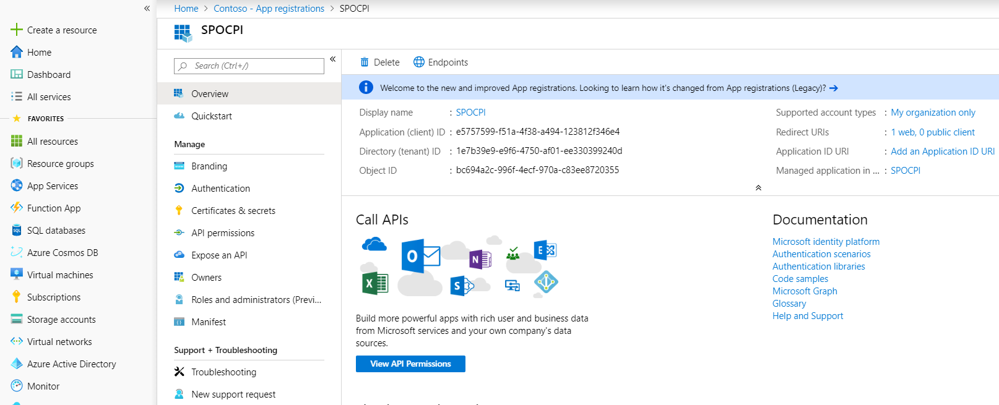 «
Create a resource
Home
Dashboard
All services
FAVORITES
All resources
Resource groups
App Services
Function App
SQL databases
Azure Cosmos DB
Virtual machines
Subscriptions
Storage accounts
Virtual networks
Azure Active Directory
Monitor
Home > Contoso - App registrations > SPOCPI
SPOCPI
Search (Ctrl+/)
«
Overview
Quickstart
Manage
Branding
Authentication
Certificates & secrets
API permissions
Expose an API
Owners
Roles and administrators (Previ...
Manifest
Support + Troubleshooting
Troubleshooting
New support request
Delete Endpoints
Welcome to the new and improved App registrations. Looking to learn how it's changed from App registrations (Legacy)? →
Display name : SPOCPI
Application (client) ID : e5757599-f51a-4f38-a494-123812f346e4
Directory (tenant) ID : 1e7b39e9-e9f6-4750-af01-ee330399240d
Object ID : bc694a2c-996f-4ecf-970a-c83ee8720355
Supported account types : My organization only
Redirect URIs : 1 web, 0 public client
Application ID URI : Add an Application ID URI
Managed application in ... : SPOCPI
Call APIs
Build more powerful apps with rich user and business data
from Microsoft services and your own company's data
sources.
View API Permissions
Documentation
Microsoft identity platform
Authentication scenarios
Authentication libraries
Code samples
Microsoft Graph
Glossary
Help and Support